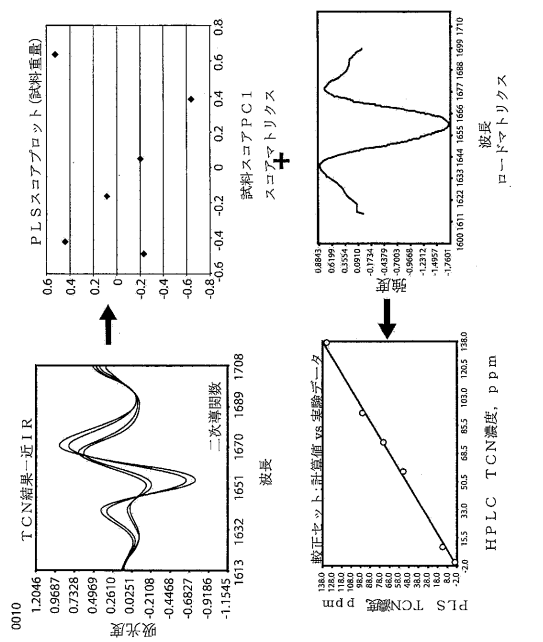 0010
TCN結果－近IR
1.2046
0.9687
0.7328
0.4969
0.2610
0.0251
-0.2108
-0.4468
-0.6827
-0.9186
-1.1545
吸光度
二次導関数
1613 1632 1651 1670 1689 1708
波長
PLSスコアプロット(試料重量)
0.6
0.4
0.2
0
-0.2
-0.4
-0.6
-0.8
-0.6 -0.4 -0.2 0 0.2 0.4 0.6 0.8
試料スコアPC1
スコアマトリクス
+
0.8843
0.6199
0.3554
0.0910
-0.1734
-0.4379
-0.7003
-0.9668
-1.2312
-1.4957
-1.7601
強度
1600 1611 1622 1633 1644 1655 1666 1677 1688 1699 1710
波長
ロードマトリクス
較正セット:計算値 vs 実験データ
138.0
128.0
118.0
108.0
98.0
88.0
78.0
68.0
58.0
48.0
38.0
28.0
18.0
8.0
-2.0
PLS TCN濃度 ppm
-2.0 15.5 33.0 50.5 68.5 85.5 103.0 120.5 138.0
HPLC TCN濃度, ppm